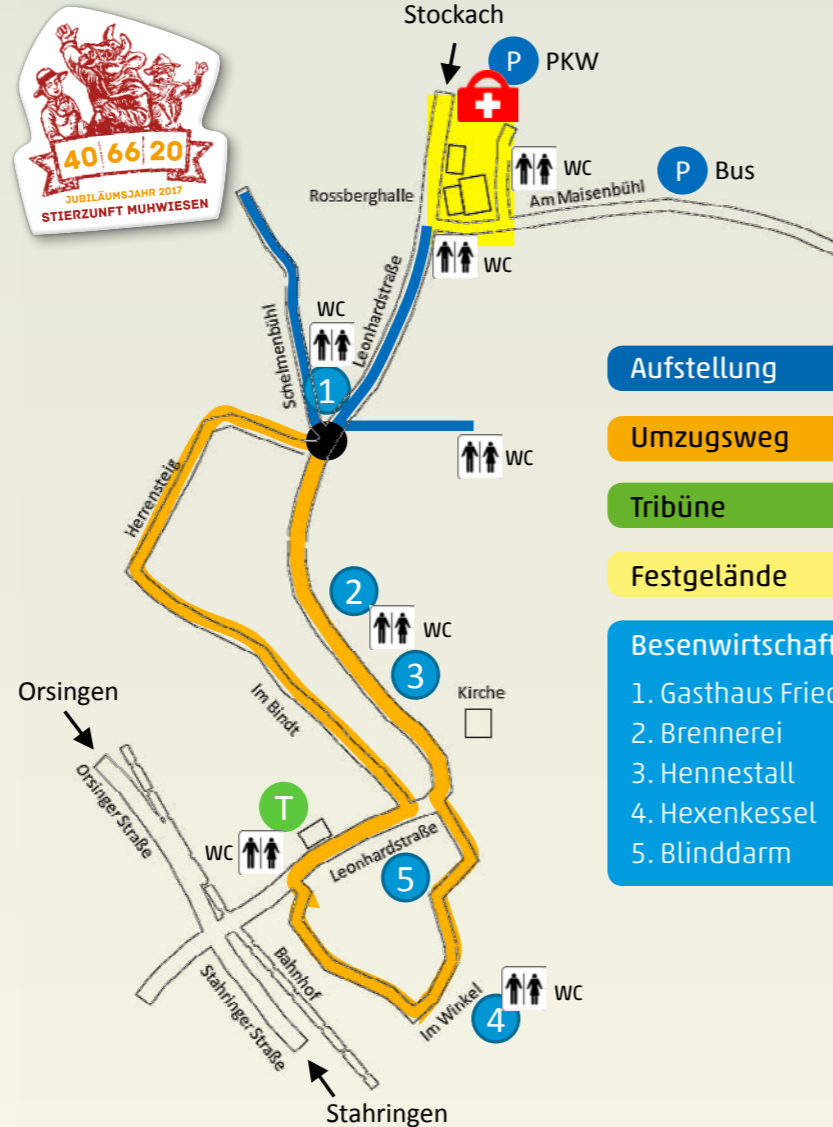 Stockach
P PKW
40 66 20
JUBILÄUMSJAHR 2017
STIERZUNFT MUHWIESEN
WC
P Bus
Rossberghalle
Am Maisenbühl
WC
WC
Schelmenbühl
Leonhardstraße
1
WC
Herrensteig
2
WC
3
Kirche
Orsingen
Im Bindt
Orsinger Straße
T
WC
Leonhardstraße
5
Bahnhof
Stahringer Straße
Im Winkel
4
WC
Stahringen
Aufstellung
Umzugsweg
Tribüne
Festgelände
Besenwirtschaft
1. Gasthaus Fried
2. Brennerei
3. Hennestall
4. Hexenkessel
5. Blinddarm